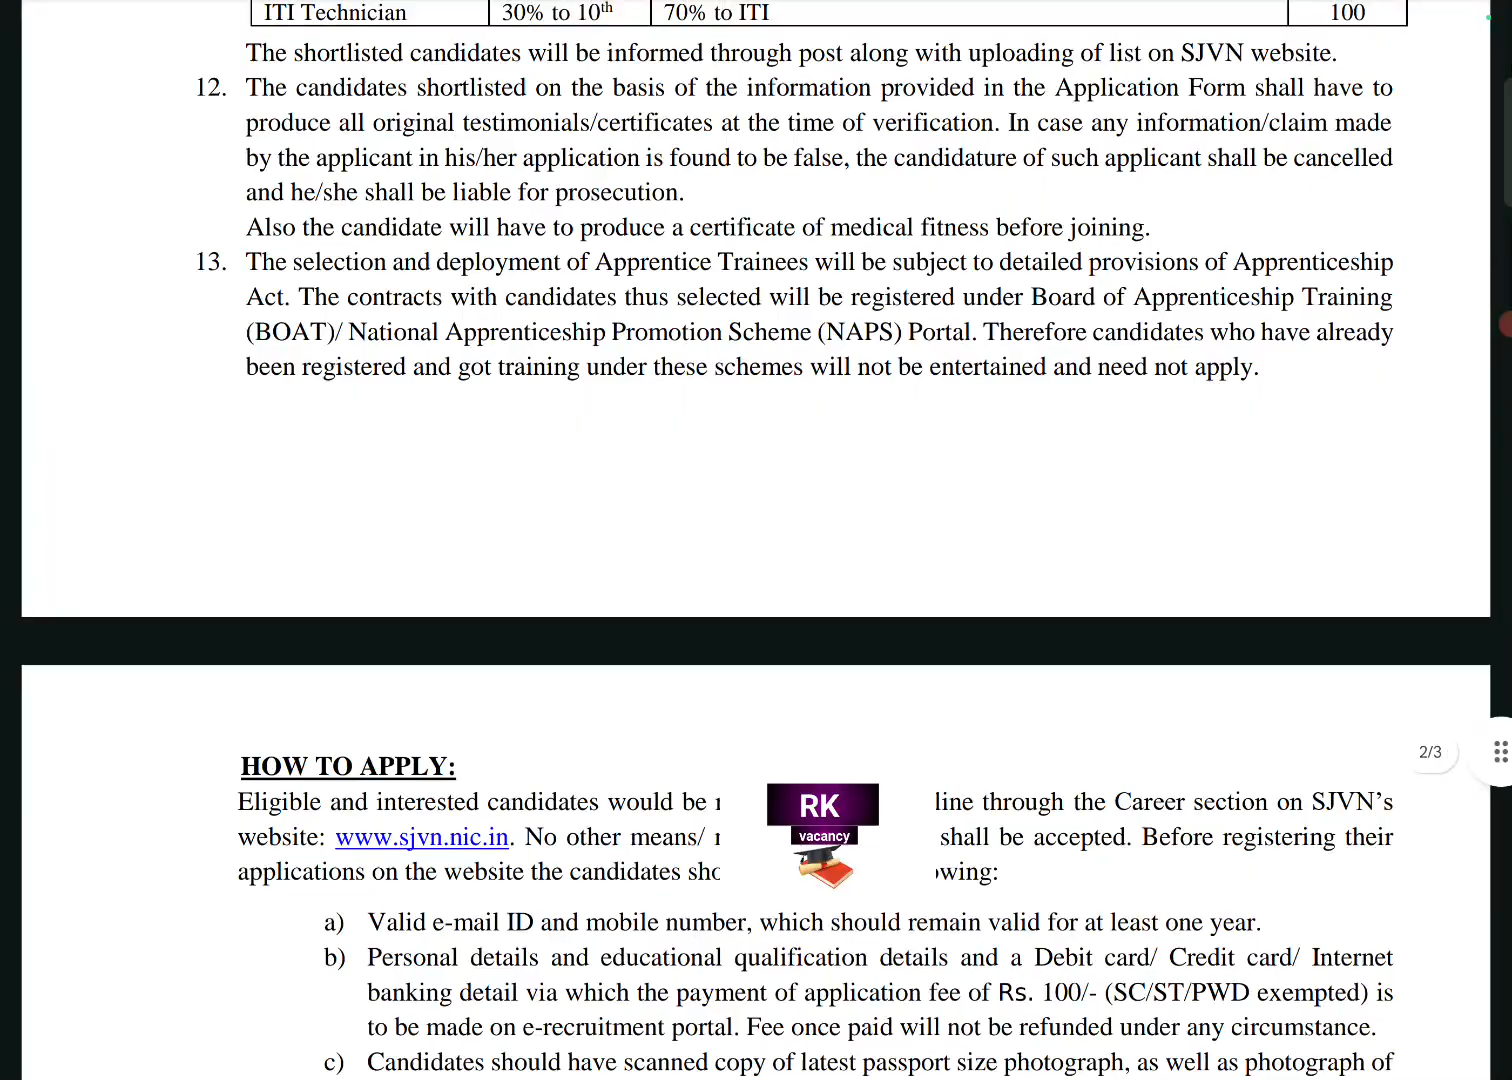 ITI Technician 30% to 10th 70% to ITI 100
The shortlisted candidates will be informed through post along with uploading of list on SJVN website.
12. The candidates shortlisted on the basis of the information provided in the Application Form shall have to
produce all original testimonials/certificates at the time of verification. In case any information/claim made
by the applicant in his/her application is found to be false, the candidature of such applicant shall be cancelled
and he/she shall be liable for prosecution.
Also the candidate will have to produce a certificate of medical fitness before joining.
13. The selection and deployment of Apprentice Trainees will be subject to detailed provisions of Apprenticeship
Act. The contracts with candidates thus selected will be registered under Board of Apprenticeship Training
(BOAT)/ National Apprenticeship Promotion Scheme (NAPS) Portal. Therefore candidates who have already
been registered and got training under these schemes will not be entertained and need not apply.
2/3
HOW TO APPLY:
Eligible and interested candidates would be line through the Career section on SJVN's
website: www.sjvn.nic.in. No other means/ shall be accepted. Before registering their
applications on the website the candidates wing:
RK
vacancy
a) Valid e-mail ID and mobile number, which should remain valid for at least one year.
b) Personal details and educational qualification details and a Debit card/ Credit card/ Internet
banking detail via which the payment of application fee of Rs. 100/- (SC/ST/PWD exempted) is
to be made on e-recruitment portal. Fee once paid will not be refunded under any circumstance.
c) Candidates should have scanned copy of latest passport size photograph, as well as photograph of